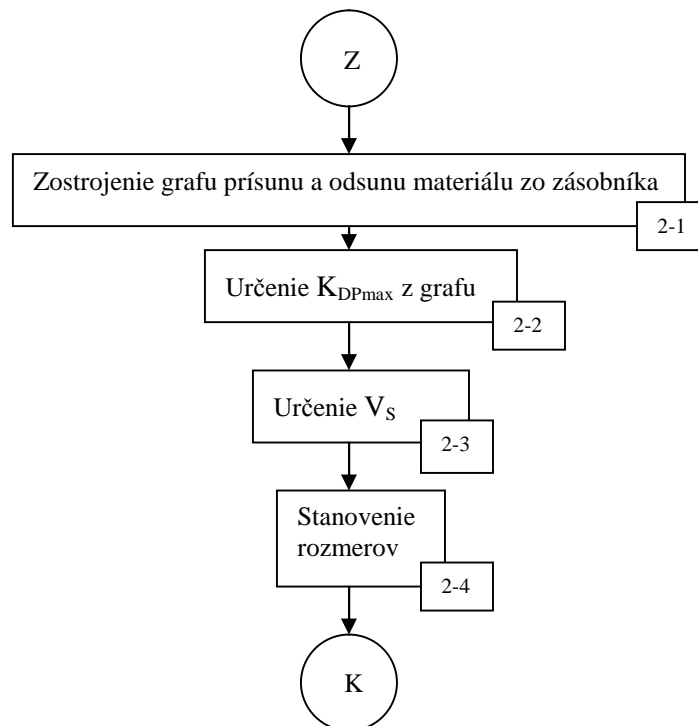 Z
Zostrojenie grafu prísunu a odsunu materiálu zo zásobníka
2-1
Určenie K_DPmax z grafu
2-2
Určenie V_S
2-3
Stanovenie
rozmerov
2-4
K